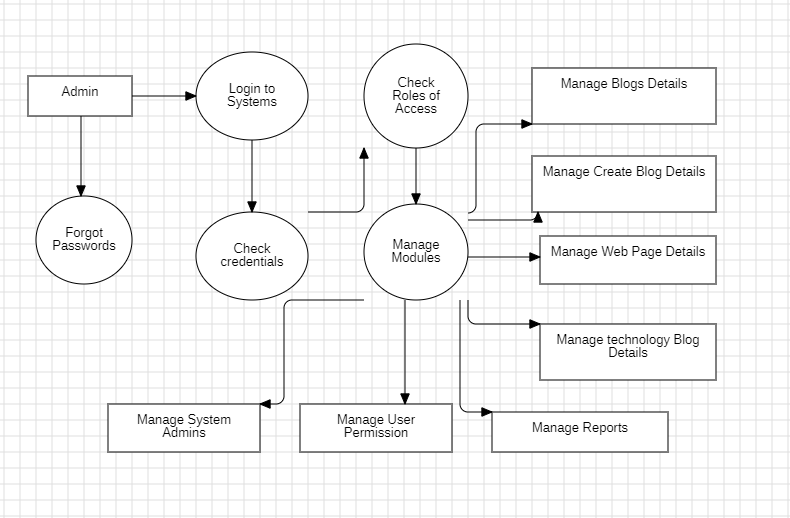 Admin
Login to
Systems
Check
Roles of
Access
Manage Blogs Details
Manage Create Blog Details
Forgot
Passwords
Check
credentials
Manage
Modules
Manage Web Page Details
Manage technology Blog
Details
Manage System
Admins
Manage User
Permission
Manage Reports